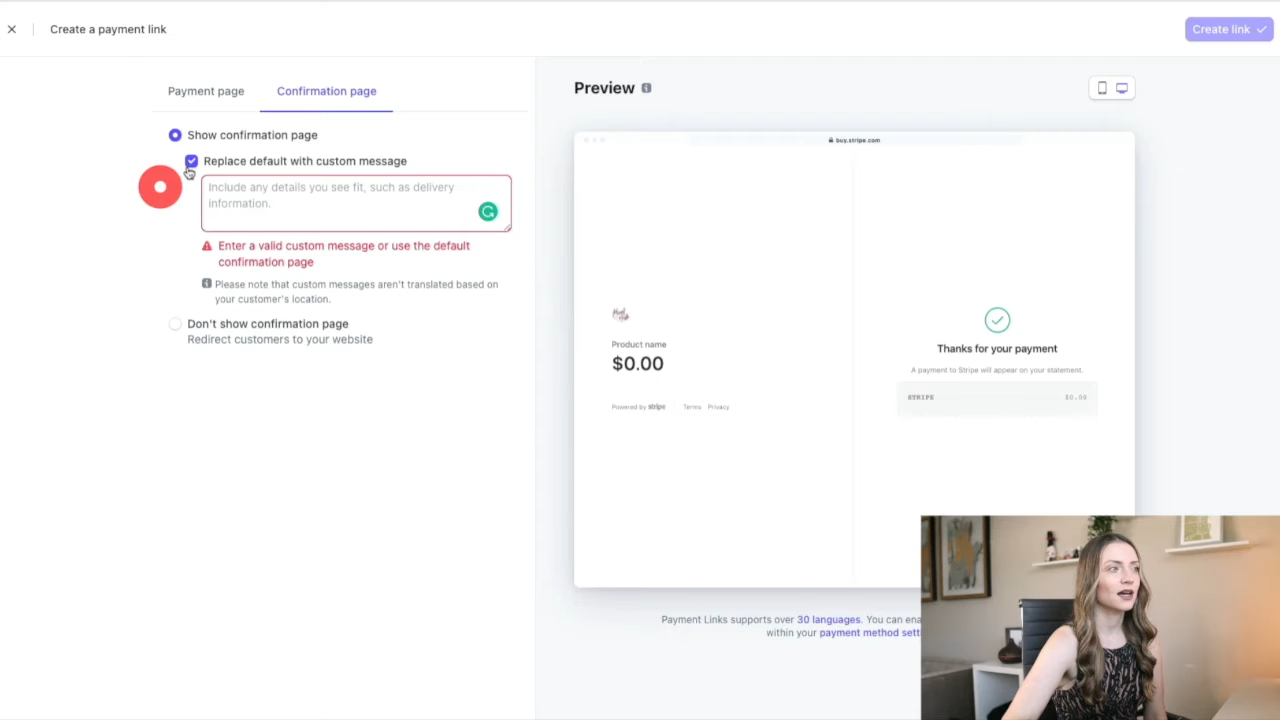 Create a payment link
Create link
Payment page
Confirmation page
Show confirmation page
Replace default with custom message
Include any details you see fit, such as delivery
information.
Enter a valid custom message or use the default
confirmation page
Please note that custom messages aren't translated based on
your customer's location.
Don't show confirmation page
Redirect customers to your website
Preview
buy.stripe.com
Product name
$0.00
Powered by stripe
Terms
Privacy
Thanks for your payment
A payment to Stripe will appear on your statement.
STRIPE
$0.00
Payment Links supports over 30 languages. You can ena
within your payment method setti